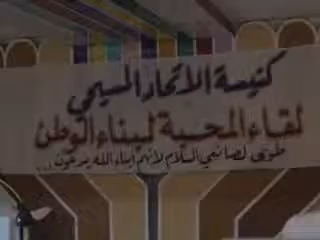 كنيسة الاتحاد المسيحي
لقاء المحبة لبناء الوطن
طوبى لصانعي السلام لأنهم أبناء الله يدعون...